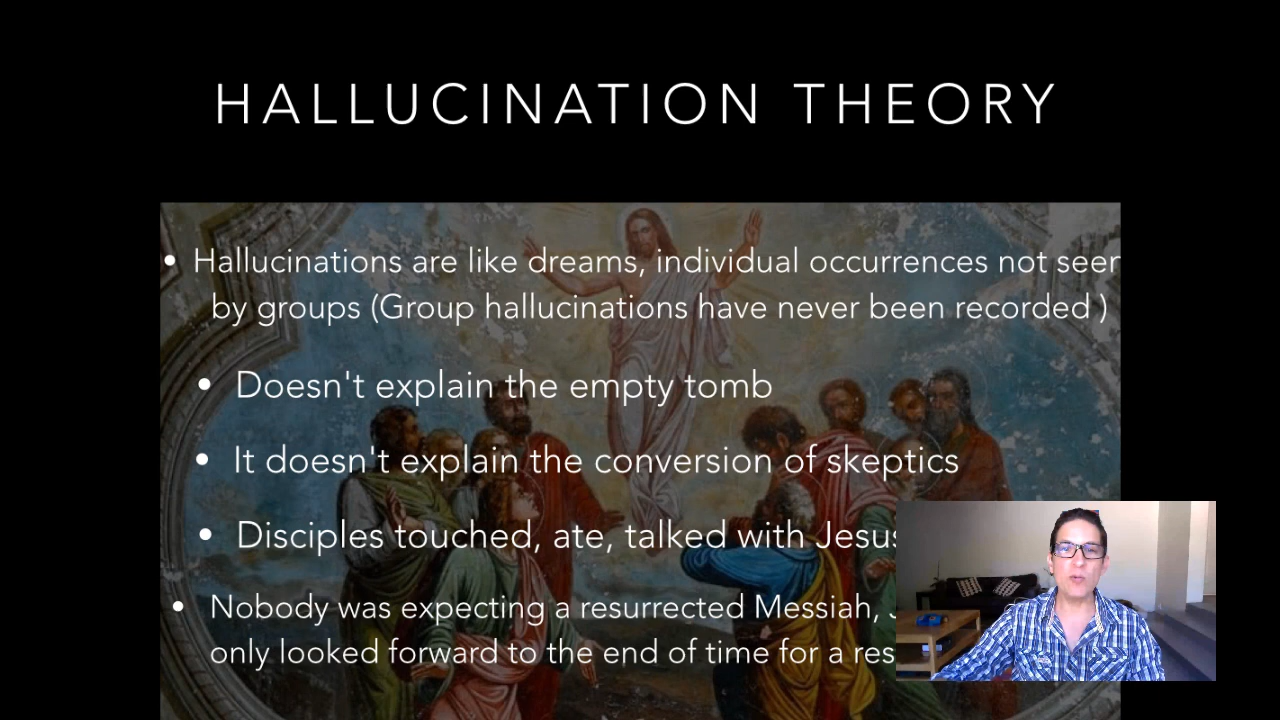 HALLUCINATION THEORY
• Hallucinations are like dreams, individual occurrences not seen
by groups (Group hallucinations have never been recorded )
• Doesn't explain the empty tomb
• It doesn't explain the conversion of skeptics
• Disciples touched, ate, talked with Jesus
• Nobody was expecting a resurrected Messiah,
only looked forward to the end of time for a